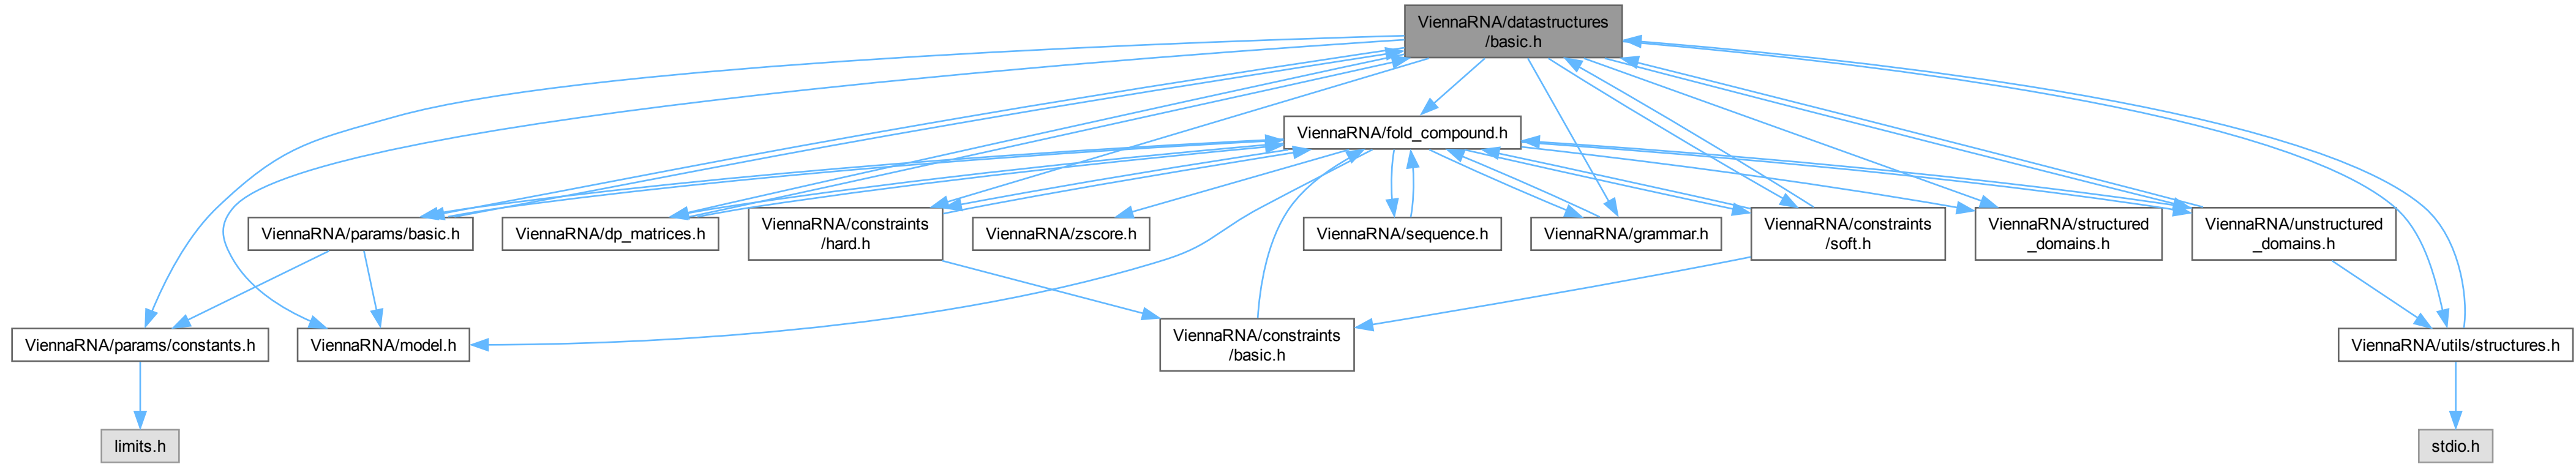 ViennaRNA/datastructures
/basic.h
ViennaRNA/fold_compound.h
ViennaRNA/params/basic.h
ViennaRNA/dp_matrices.h
ViennaRNA/constraints
/hard.h
ViennaRNA/zscore.h
ViennaRNA/sequence.h
ViennaRNA/grammar.h
ViennaRNA/constraints
/soft.h
ViennaRNA/structured
_domains.h
ViennaRNA/unstructured
_domains.h
ViennaRNA/params/constants.h
ViennaRNA/model.h
ViennaRNA/constraints
/basic.h
ViennaRNA/utils/structures.h
limits.h
stdio.h